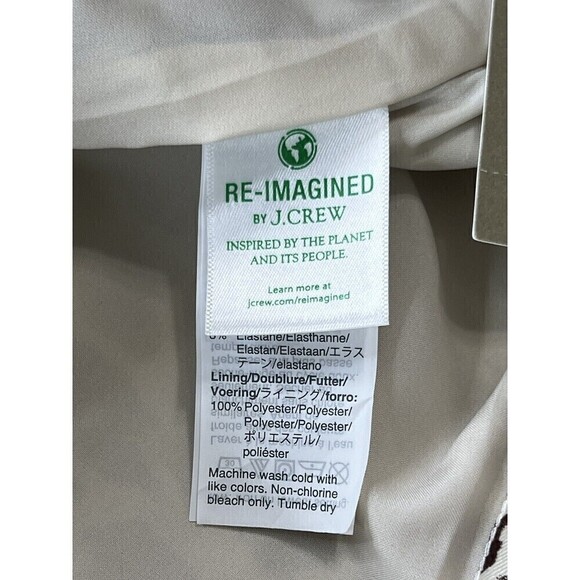 RE-IMAGINED
BY J.CREW
INSPIRED BY THE PLANET
AND ITS PEOPLE.
Learn more at
jcrew.com/reimagined
Elastane/Elasthanne/
Elastan/Elastaan/エラス
テーン/elastano
Lining/Doublure/Futter/
Voering/ライニング/forro:
100% Polyester/Polyester/
Polyester/Polyester/
ポリエステル/
poliéster
Machine wash cold with
like colors. Non-chlorine
bleach only. Tumble dry